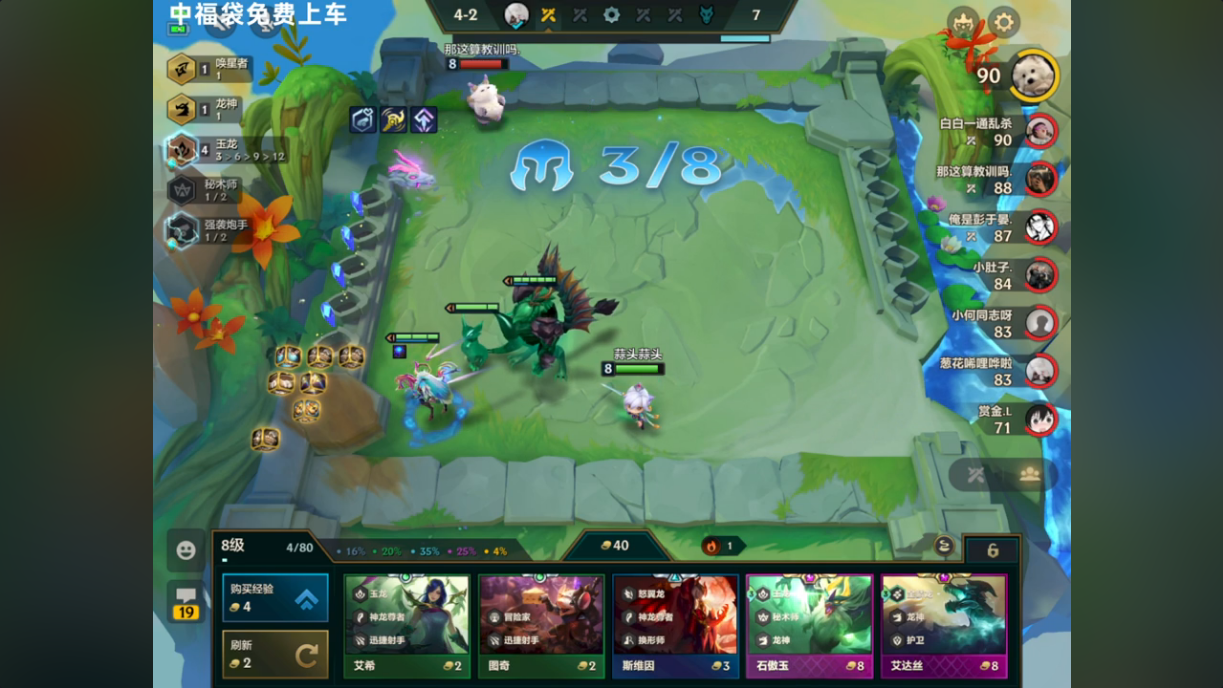 中福袋免费上车
4-2
7
那这算教训吗.
8
1 唤星者
1
1 龙神
1
4 玉龙
3 > 6 > 9 > 12
秘术师
1 / 2
强袭炮手
1 / 2
3/8
90
白白一通乱杀
90
那这算教训吗.
88
俺是彭于晏.
87
小肚子.
84
小何同志呀
83
葱花唏哩哗啦
83
赏金.L
71
蒜头蒜头
8
8级
4/80
16% 20% 35% 25% 4%
40
1
6
购买经验
4
刷新
2
19
玉龙
神龙尊者
迅捷射手
艾希 2
冒险家
迅捷射手
图奇 2
怒翼龙
神龙尊者
换形师
斯维因 3
秘术师
龙神
石傲玉 8
龙神
护卫
艾达丝 8